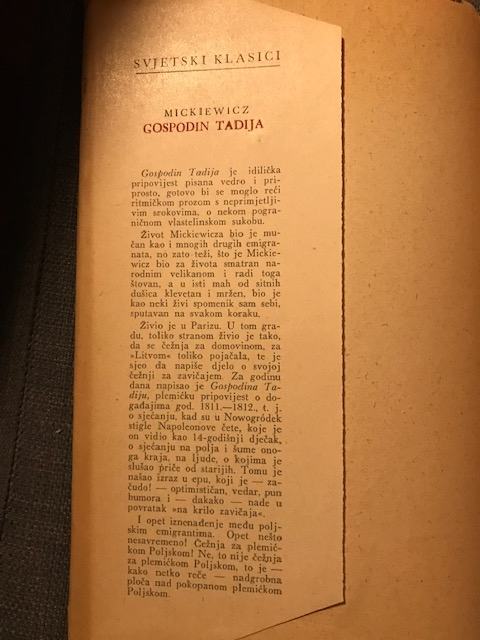 SVJETSKI KLASICI
MICKIEWICZ
GOSPODIN TADIJA
Gospodin Tadija je idilička
pripovijest pisana vedro i pri-
prosto, gotovo bi se moglo reći
ritmičkom prozom s neprimjetlji-
vim srokovima, o nekom pogra-
ničnom vlastelinskom sukobu.
Život Mickiewicza bio je mu-
čan kao i mnogih drugih emigra-
nata, no zato teži, što je Mickie-
wicz bio za života smatran na-
rodnim velikanom i radi toga
štovan, a u isti mah od sitnih
dušica klevetan i mržen, bio je
kao neki živi spomenik sam sebi,
sputavan na svakom koraku.
Živio je u Parizu. U tom gra-
du, toliko stranom živio je tako,
da se čežnja za domovinom, za
»Litvom« toliko pojačala, te je
sjeo da napiše djelo o svojoj
čežnji za zavičajem. Za godinu
dana napisao je Gospodina Ta-
diju, plemićku pripovijest o do-
gađajima god. 1811.—1812., t. j.
o sjećanju, kad su u Nowogródek
stigle Napoleonove čete, koje je
on vidio kao 14-godišnji dječak,
o sjećanju na polja i šume ono-
ga kraja, na ljude, o kojima je
slušao priče od starijih. Tomu je
našao izraz u epu, koji je — za-
čudo! — optimističan, vedar, pun
humora i — dakako — nade u
povratak »na krilo zavičaja«.
I opet iznenađenje među polj-
skim emigrantima. Opet nešto
nesavremeno! Čežnja za plemić-
kom Poljskom! Ne, to nije čežnja
za plemićkom Poljskom, to je —
kako netko reče — nadgrobna
ploča nad pokopanom plemićkom
Poljskom.